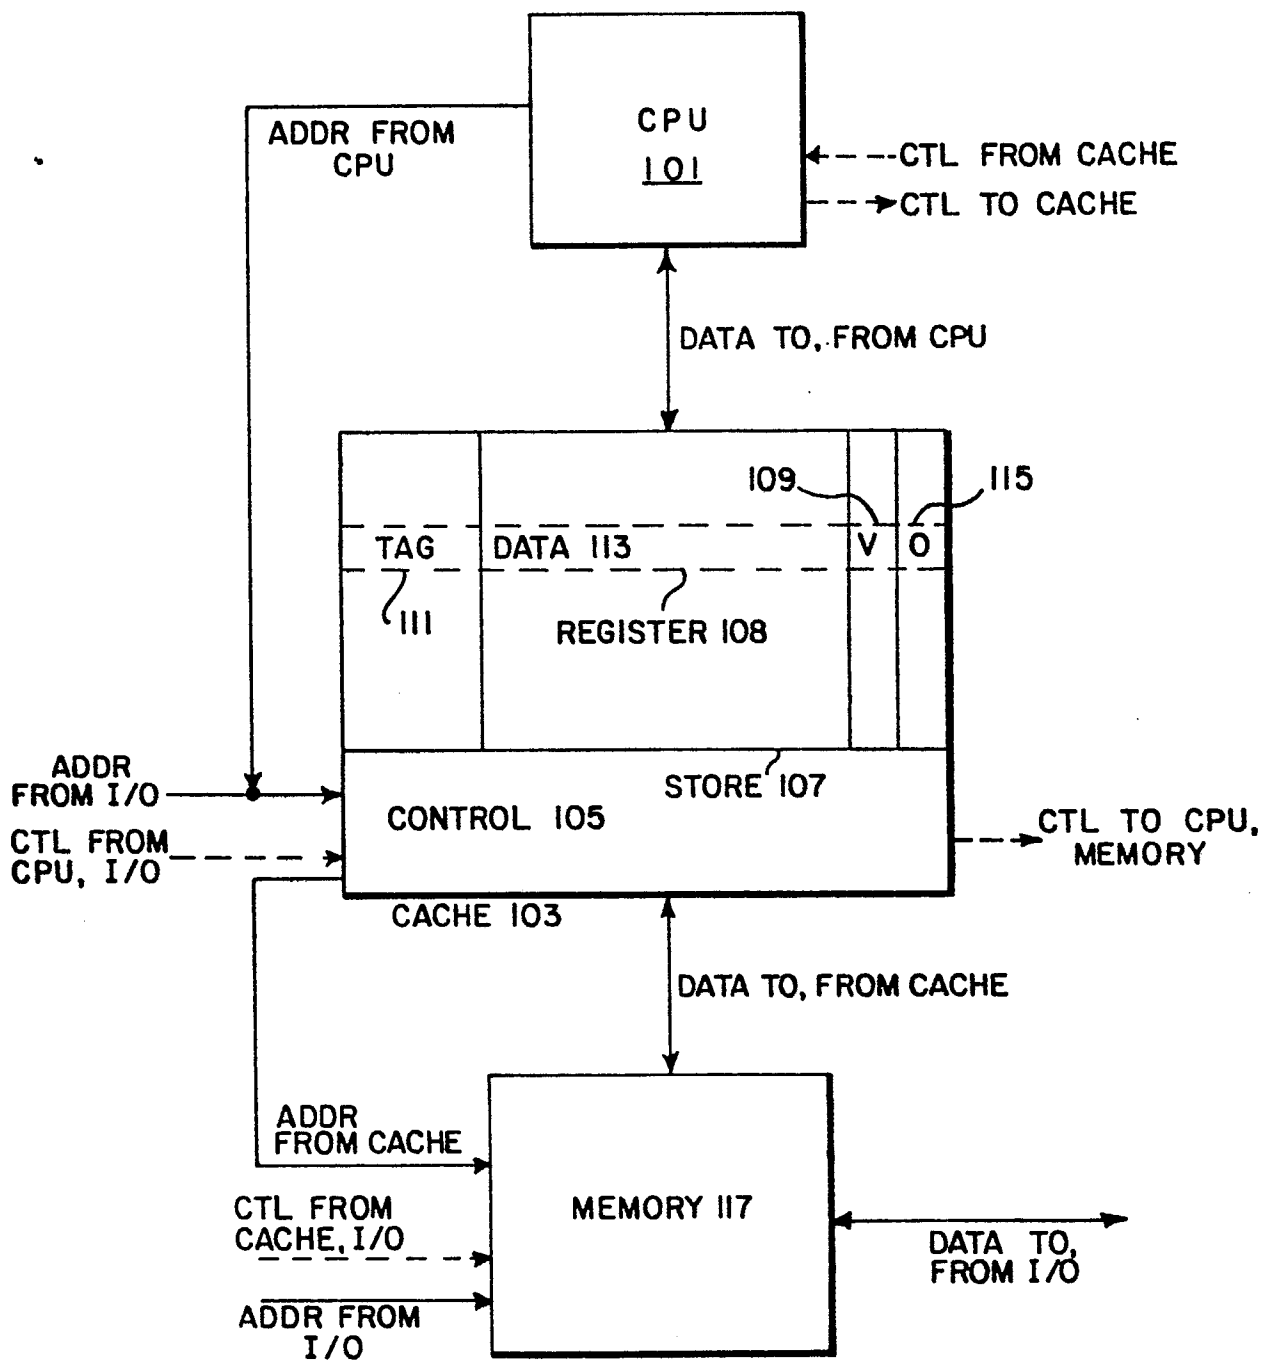 CPU
101
ADDR FROM
CPU
CTL FROM CACHE
CTL TO CACHE
DATA TO, FROM CPU
109
115
TAG
DATA 113
V
O
111
REGISTER 108
ADDR
FROM I/O
STORE 107
CONTROL 105
CTL FROM
CPU, I/O
CTL TO CPU,
MEMORY
CACHE 103
DATA TO, FROM CACHE
ADDR
FROM CACHE
CTL FROM
CACHE, I/O
MEMORY 117
DATA TO,
FROM I/O
ADDR FROM
I/O